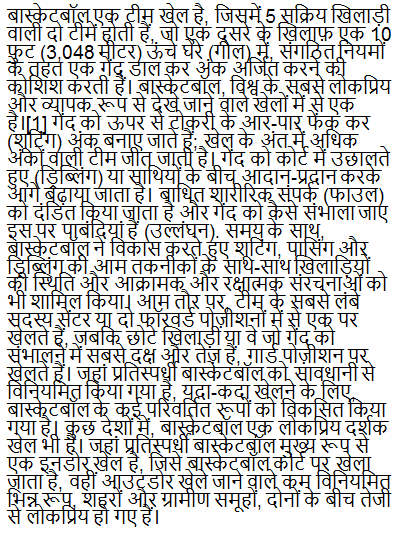 बास्केटबॉल एक टीम खेल है, जिसमें 5 सक्रिय खिलाड़ी
वाली दो टीमें होती हैं, जो एक दूसरे के खिलाफ़ एक 10
फुट (3.048 मीटर) ऊंचे घेरे (गोल) में, संगठित नियमों
के तहत एक गेंद डाल कर अंक अर्जित करने की
कोशिश करती हैं। बास्केटबॉल, विश्व के सबसे लोकप्रिय
और व्यापक रूप से देखे जाने वाले खेलों में से एक
है।[1] गेंद को ऊपर से टोकरी के आर-पार फेंक कर
(शूटिंग) अंक बनाए जाते हैं; खेल के अंत में अधिक
अंकों वाली टीम जीत जाती है। गेंद को कोर्ट में उछालते
हुए (ड्रिब्लिंग) या साथियों के बीच आदान-प्रदान करके
आगे बढ़ाया जाता है। बाधित शारीरिक संपर्क (फाउल)
को दंडित किया जाता है और गेंद को कैसे संभाला जाए
इस पर पाबंदियां हैं (उल्लंघन). समय के साथ,
बास्केटबॉल ने विकास करते हुए शूटिंग, पासिंग और
ड्रिब्लिंग की आम तकनीकों के साथ-साथ खिलाड़ियों
की स्थिति और आक्रामक और रक्षात्मक संरचनाओं को
भी शामिल किया। आम तौर पर, टीम के सबसे लंबे
सदस्य सेंटर या दो फॉरवर्ड पोज़ीशनों में से एक पर
खेलते हैं, जबकि छोटे खिलाड़ी या वे जो गेंद को
संभालने में सबसे दक्ष और तेज हैं, गार्ड पोज़ीशन पर
खेलते हैं। जहां प्रतिस्पर्धी बास्केटबॉल को सावधानी से
विनियमित किया गया है, यदा-कदा खेलने के लिए,
बास्केटबॉल के कई परिवर्तित रूपों को विकसित किया
गया है। कुछ देशों में, बास्केटबॉल एक लोकप्रिय दर्शक
खेल भी है। जहां प्रतिस्पर्धी बास्केटबॉल मुख्य रूप से
एक इनडोर खेल है, जिसे बास्केटबॉल कोर्ट पर खेला
जाता है, वहीं आउटडोर खेले जाने वाले कम विनियमित
भिन्न रूप, शहरों और ग्रामीण समूहों, दोनों के बीच तेजी
से लोकप्रिय हो गए हैं।